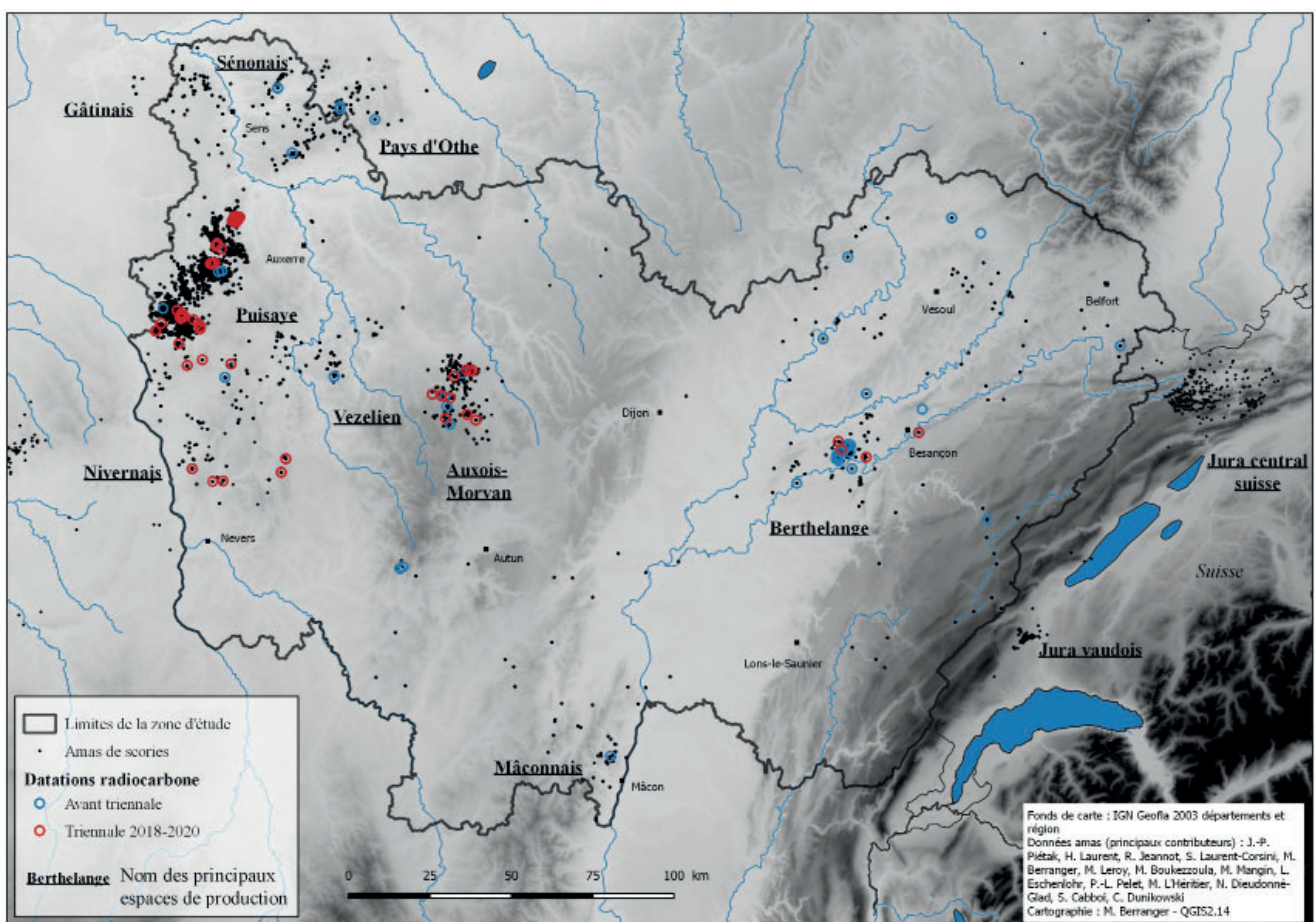 Sénonais
Gâtinais
Sens
Pays d'Othe
Auxerre
Puisaye
Vesoul
Belfort
Vezelien
Dijon
Nivernais
Auxois-
Morvan
Besançon
Berthelange
Jura central
suisse
Nevers
Autun
Suisse
Lons-le-Saunier
Jura vaudois
Mâconnais
Mâcon
Limites de la zone d'étude
Amas de scories
Datations radiocarbone
Avant triennale
Triennale 2018-2020
Berthelange Nom des principaux
espaces de production
0 25 50 75 100 km
Fonds de carte : IGN Geofla 2003 départements et
région
Données amas (principaux contributeurs) : J.-P.
Piétak, H. Laurent, R. Jeannot, S. Laurent-Corsini, M.
Berranger, M. Leroy, M. Boukezzoula, M. Mangin, L.
Eschenlohr, P.-L. Pelet, M. L'Héritier, N. Dieudonné-
Glad, S. Cabboi, C. Dunikowski
Cartographie : M. Berranger - QGIS2.14